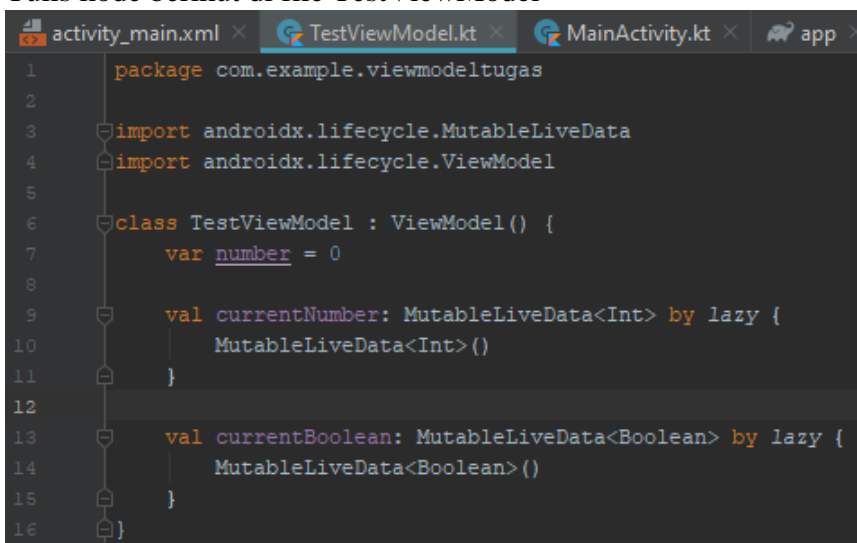 activity_main.xml × TestViewModel.kt × MainActivity.kt × app ×
1 package com.example.viewmodeltugas
2
3 import androidx.lifecycle.MutableLiveData
4 import androidx.lifecycle.ViewModel
5
6 class TestViewModel : ViewModel() {
7 var number = 0
8
9 val currentNumber: MutableLiveData<Int> by lazy {
10 MutableLiveData<Int>()
11 }
12
13 val currentBoolean: MutableLiveData<Boolean> by lazy {
14 MutableLiveData<Boolean>()
15 }
16 }